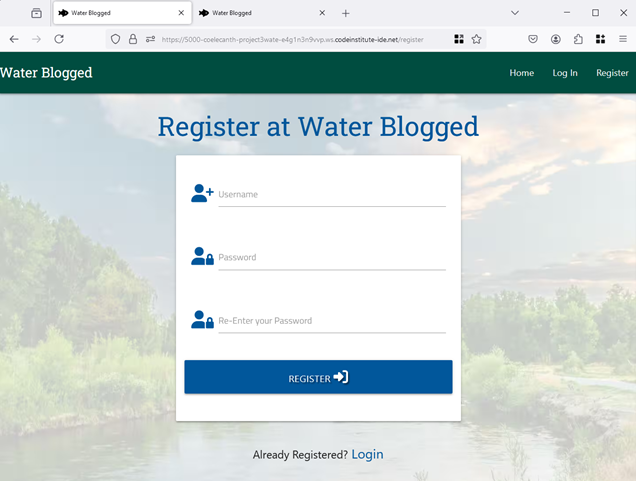 Water Blogged
Water Blogged
https://5000-coelecanth-project3wate-e4g1n3n9vvp.ws.codeinstitute-ide.net/register
Water Blogged
Home
Log In
Register
Register at Water Blogged
Username
Password
Re-Enter your Password
REGISTER
Already Registered? Login